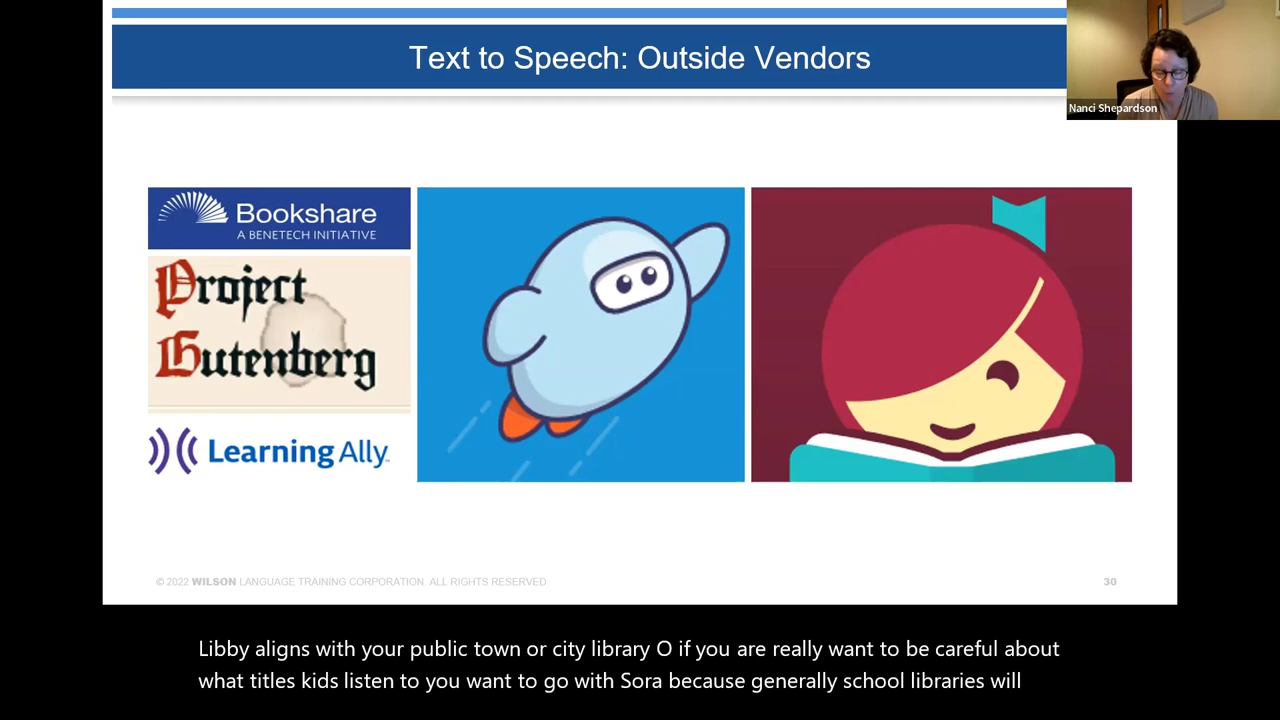 Text to Speech: Outside Vendors
Nanci Shepardson
Bookshare
A BENETECH INITIATIVE
Project
Gutenberg
Learning Ally
© 2022 WILSON LANGUAGE TRAINING CORPORATION. ALL RIGHTS RESERVED
30
Libby aligns with your public town or city library O if you are really want to be careful about
what titles kids listen to you want to go with Sora because generally school libraries will